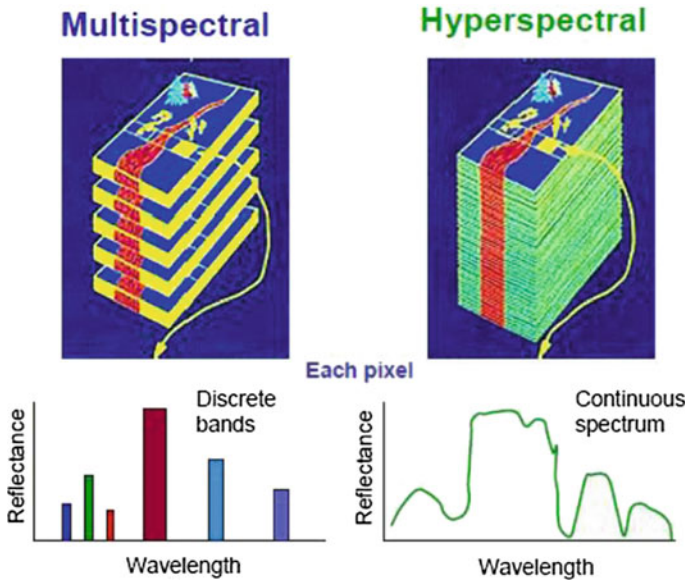 Multispectral
Hyperspectral
Each pixel
Discrete
bands
Reflectance
Wavelength
Continuous
spectrum
Reflectance
Wavelength